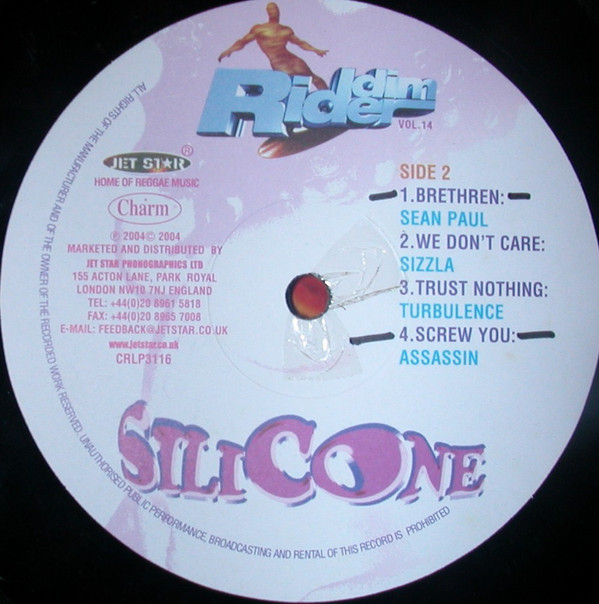 Riddim
Rider
VOL.14
JET STAR®
HOME OF REGGAE MUSIC
Charm
℗ 2004 © 2004
MARKETED AND DISTRIBUTED BY
JET STAR PHONOGRAPHICS LTD
155 ACTON LANE, PARK ROYAL
LONDON NW10 7NJ ENGLAND
TEL: +44(0)20 8961 5818
FAX: +44(0)20 8965 7008
E-MAIL: FEEDBACK@JETSTAR.CO.UK
www.jetstar.co.uk
CRLP3116
SIDE 2
1.BRETHREN:
SEAN PAUL
2.WE DON'T CARE:
SIZZLA
3.TRUST NOTHING:
TURBULENCE
4.SCREW YOU:
ASSASSIN
SILICONE
ALL RIGHTS OF THE MANUFACTURER AND OF THE OWNER OF THE RECORDED WORK RESERVED. UNAUTHORISED PUBLIC PERFORMANCE, BROADCASTING AND RENTAL OF THIS RECORD IS PROHIBITED